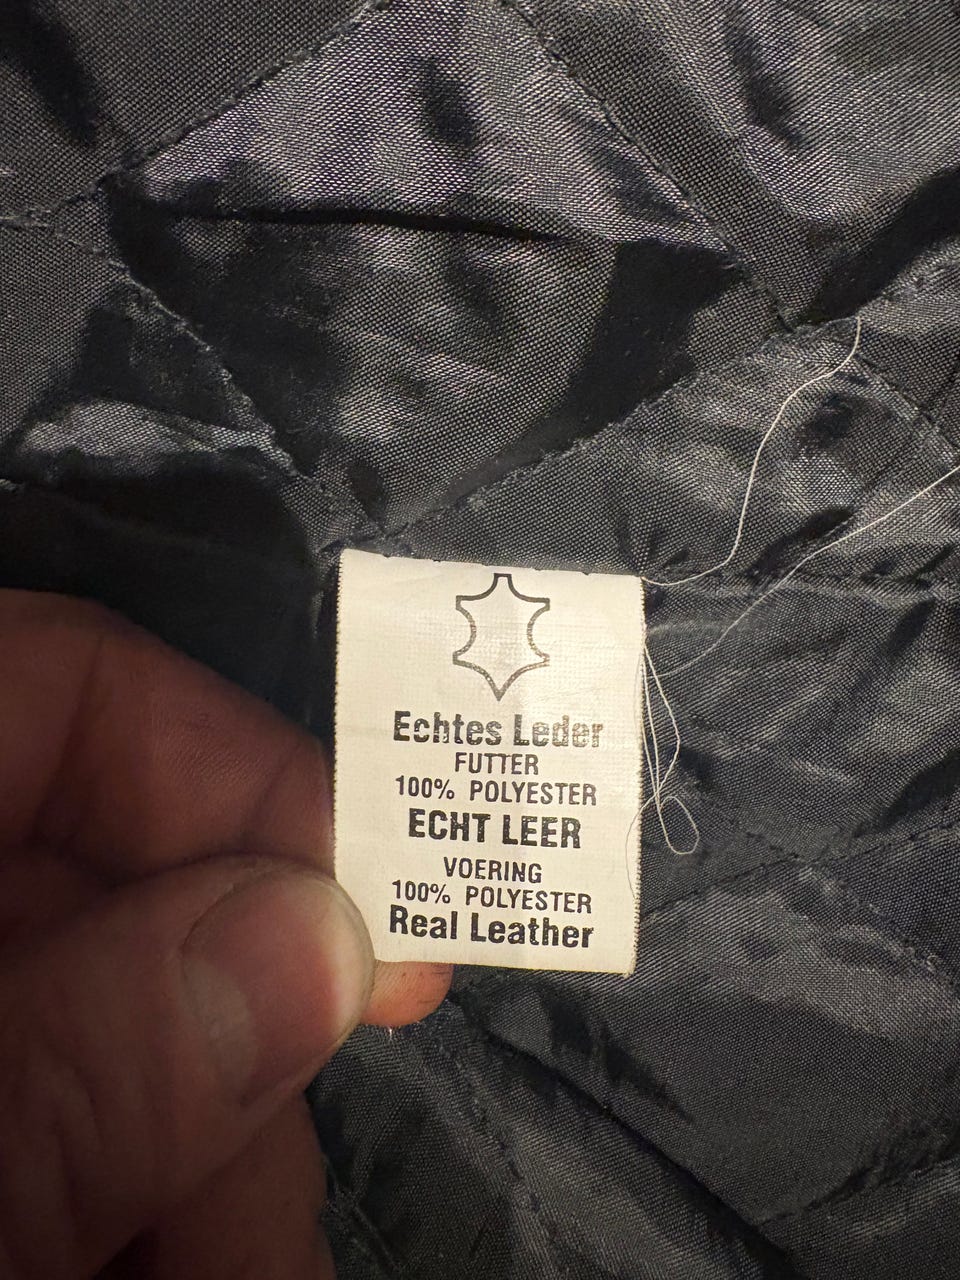 Echtes Leder
FUTTER
100% POLYESTER
ECHT LEER
VOERING
100% POLYESTER
Real Leather